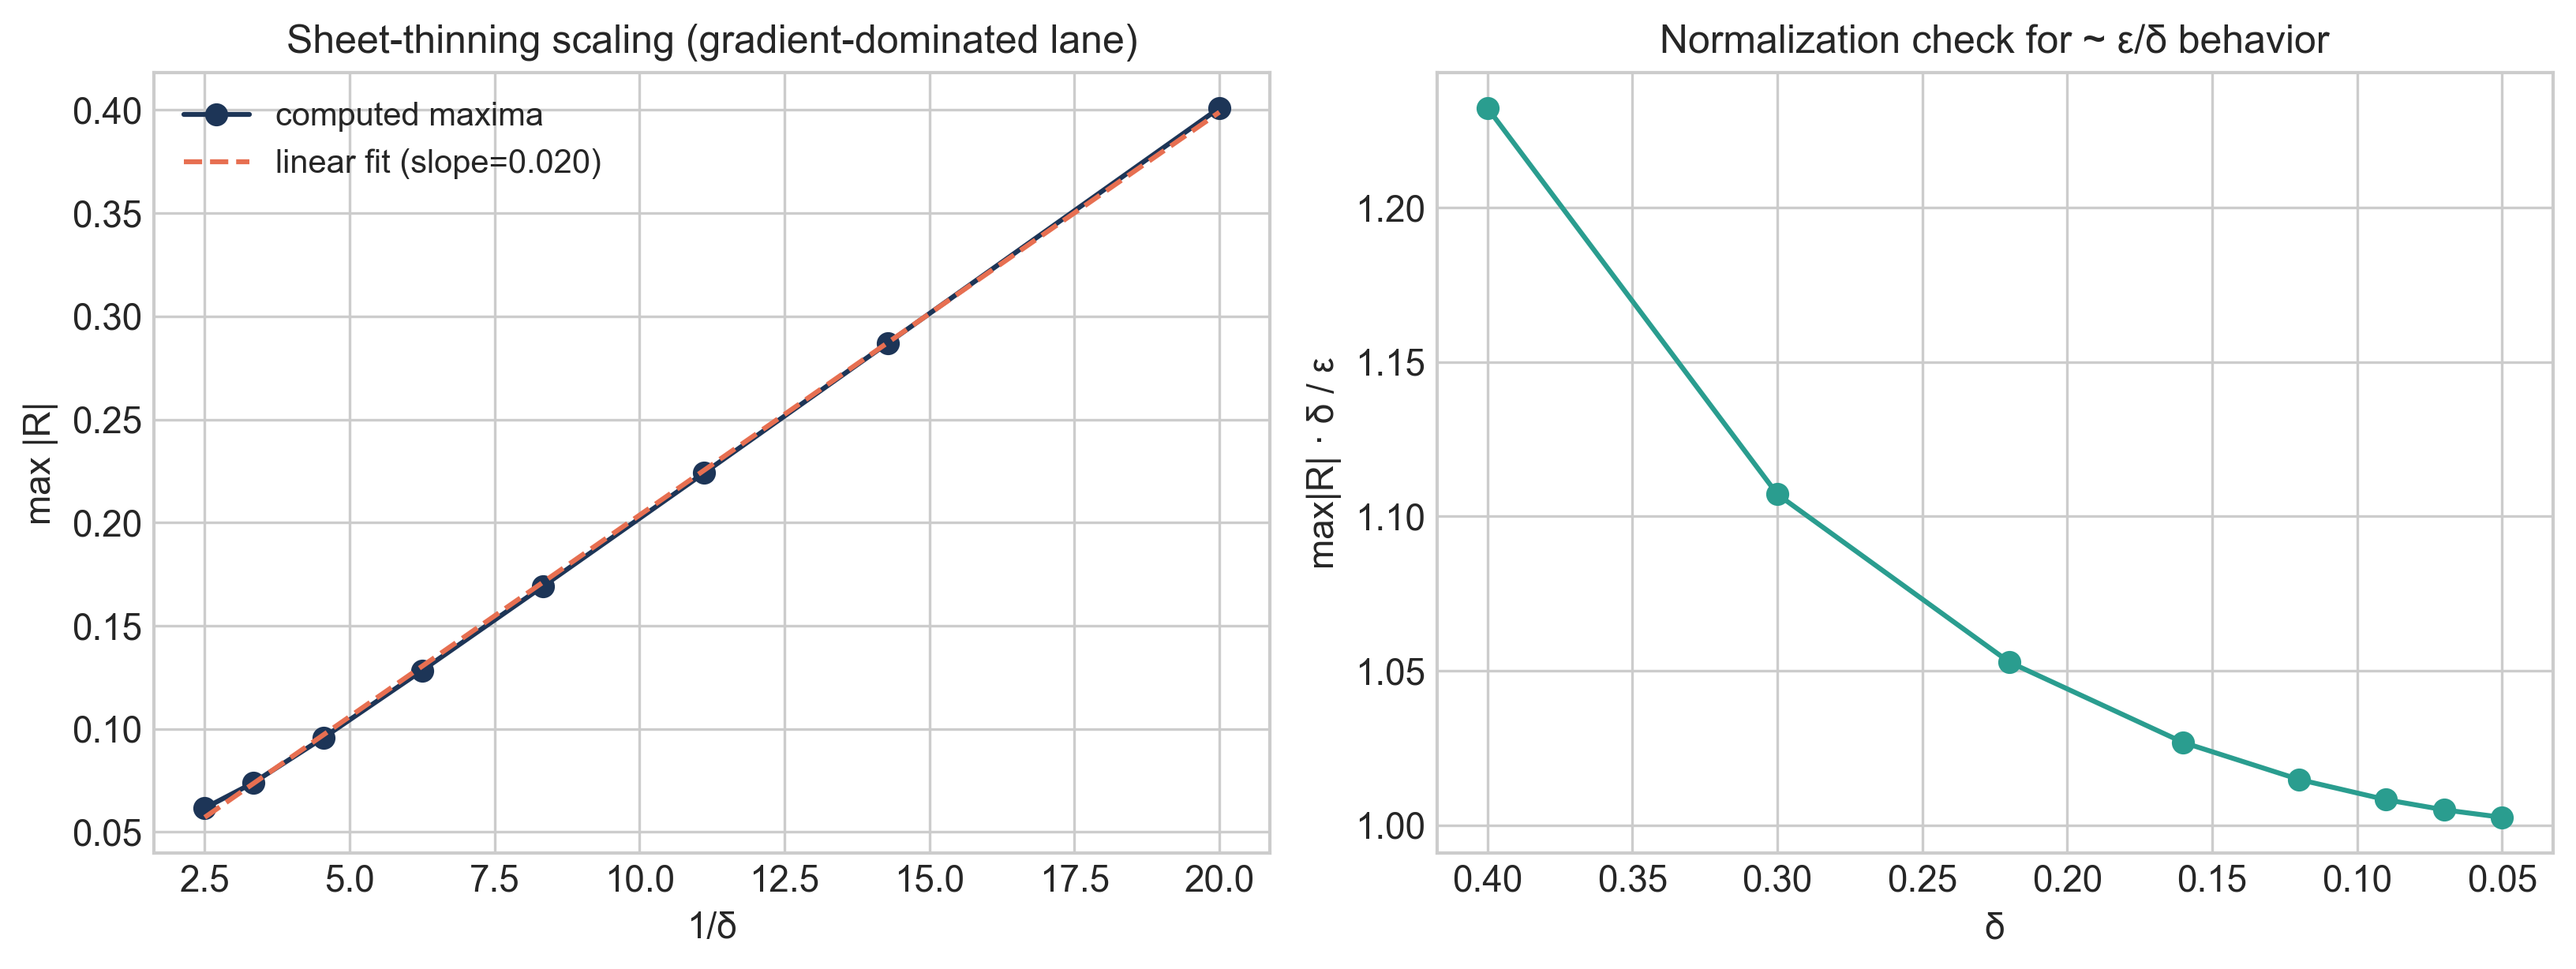 Sheet-thinning scaling (gradient-dominated lane)
computed maxima
linear fit (slope=0.020)
max |R|
0.40
0.35
0.30
0.25
0.20
0.15
0.10
0.05
2.5 5.0 7.5 10.0 12.5 15.0 17.5 20.0
1/δ
Normalization check for ~ ε/δ behavior
max|R| · δ / ε
1.20
1.15
1.10
1.05
1.00
0.40 0.35 0.30 0.25 0.20 0.15 0.10 0.05
δ